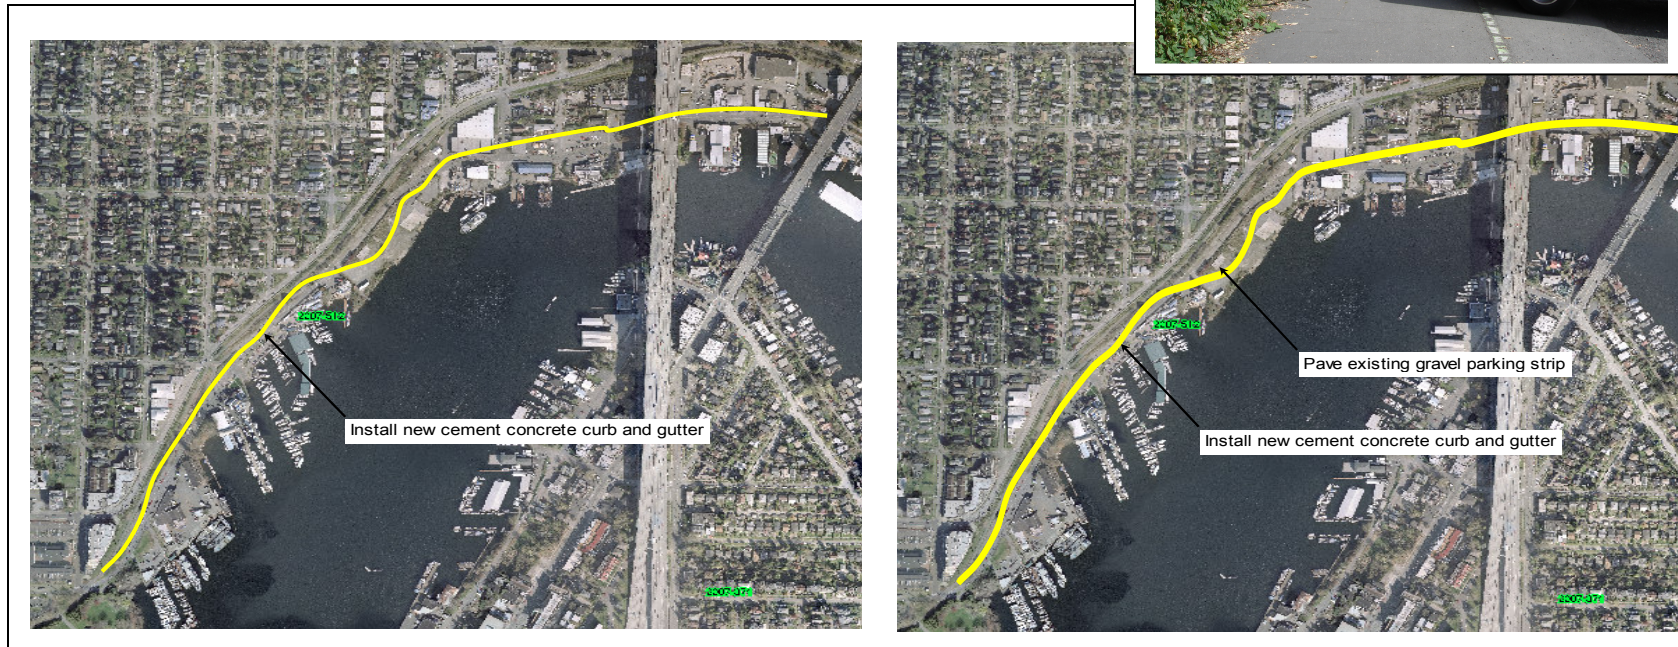 Install new cement concrete curb and gutter
Pave existing gravel parking strip
Install new cement concrete curb and gutter